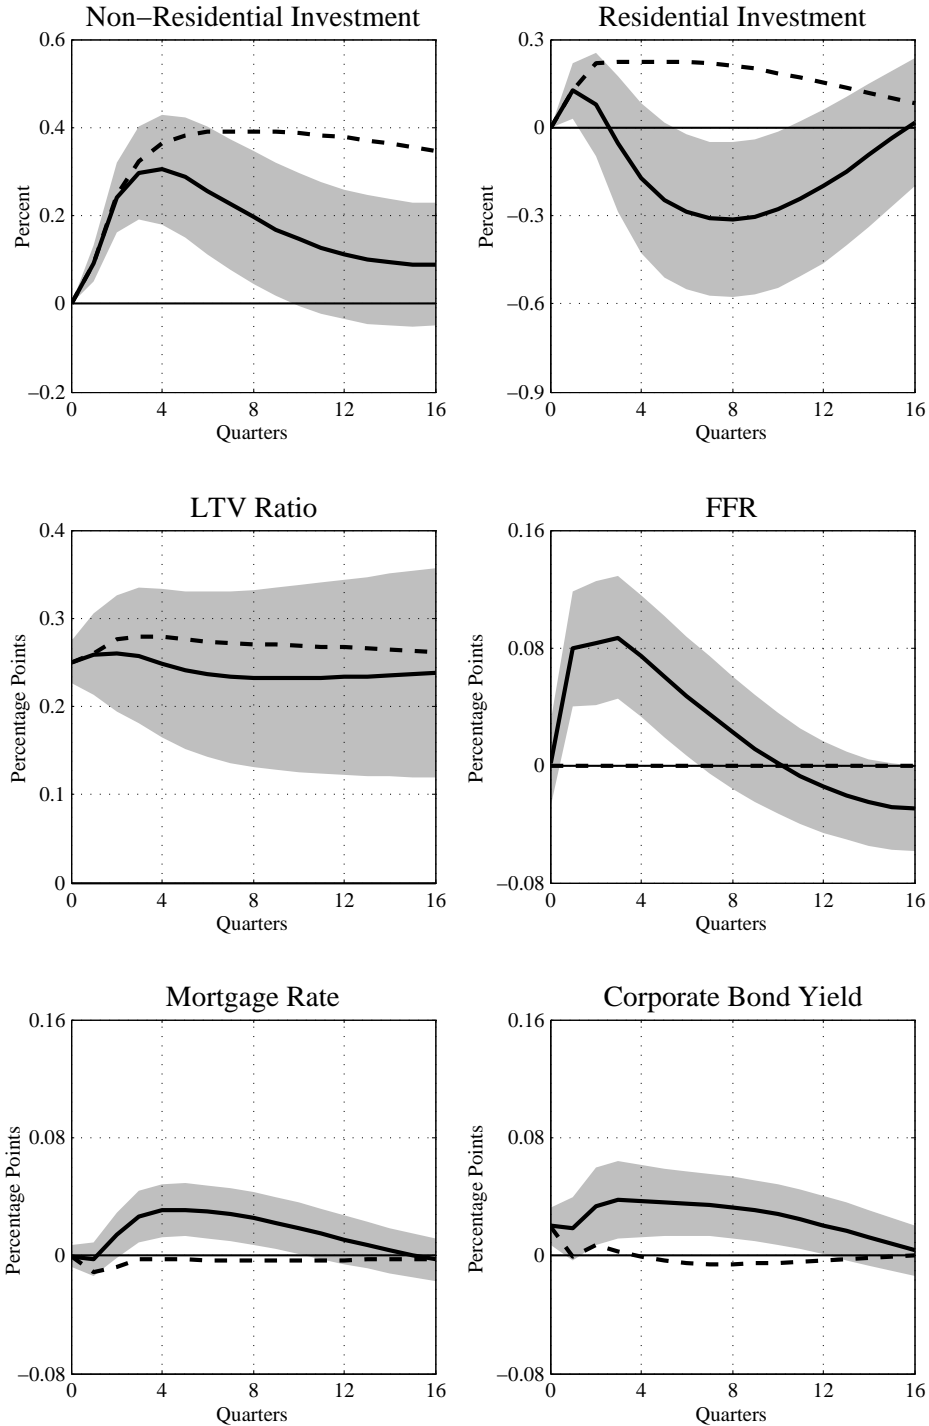 Non−Residential Investment
0.6
0.4
0.2
0
−0.2
Percent
0 4 8 12 16
Quarters
Residential Investment
0.3
0
−0.3
−0.6
−0.9
Percent
0 4 8 12 16
Quarters
LTV Ratio
0.4
0.3
0.2
0.1
0
Percentage Points
0 4 8 12 16
Quarters
FFR
0.16
0.08
0
−0.08
Percentage Points
0 4 8 12 16
Quarters
Mortgage Rate
0.16
0.08
0
−0.08
Percentage Points
0 4 8 12 16
Quarters
Corporate Bond Yield
0.16
0.08
0
−0.08
Percentage Points
0 4 8 12 16
Quarters